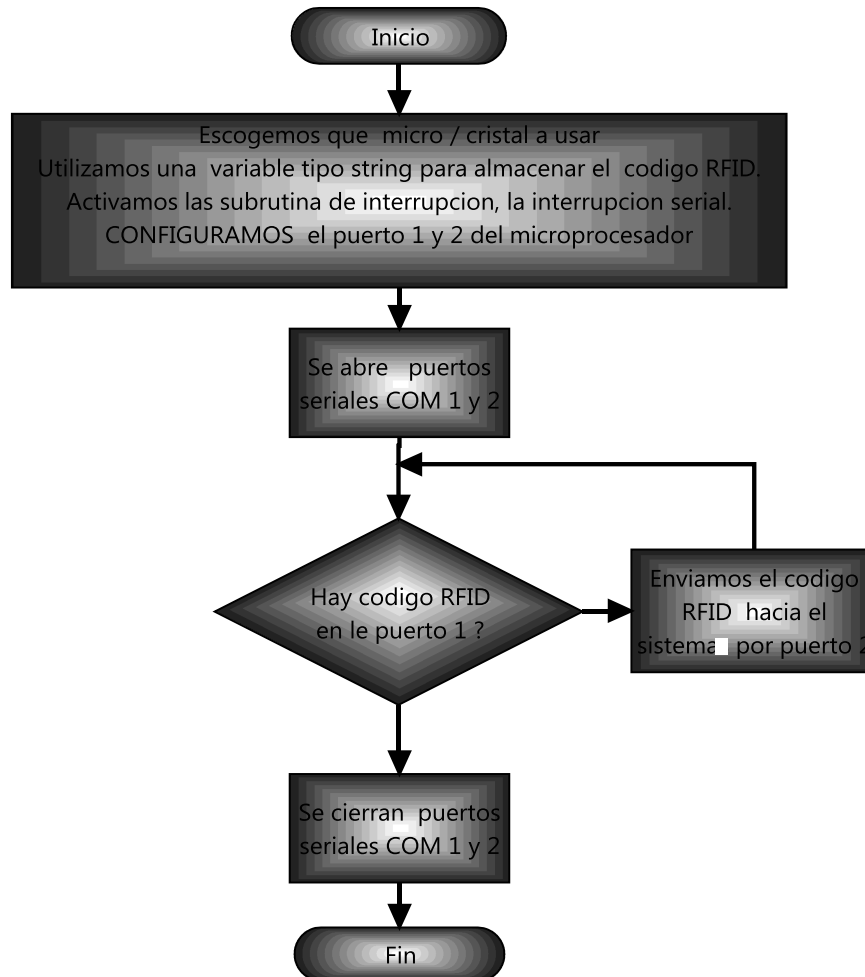 Inicio
Escogemos que micro / cristal a usar
Utilizamos una variable tipo string para almacenar el codigo RFID.
Activamos las subrutina de interrupcion, la interrupcion serial.
CONFIGURAMOS el puerto 1 y 2 del microprocesador
Se abre puertos
seriales COM 1 y 2
Hay codigo RFID
en le puerto 1 ?
Enviamos el codigo
RFID hacia el
sistema por puerto 2
Se cierran puertos
seriales COM 1 y 2
Fin